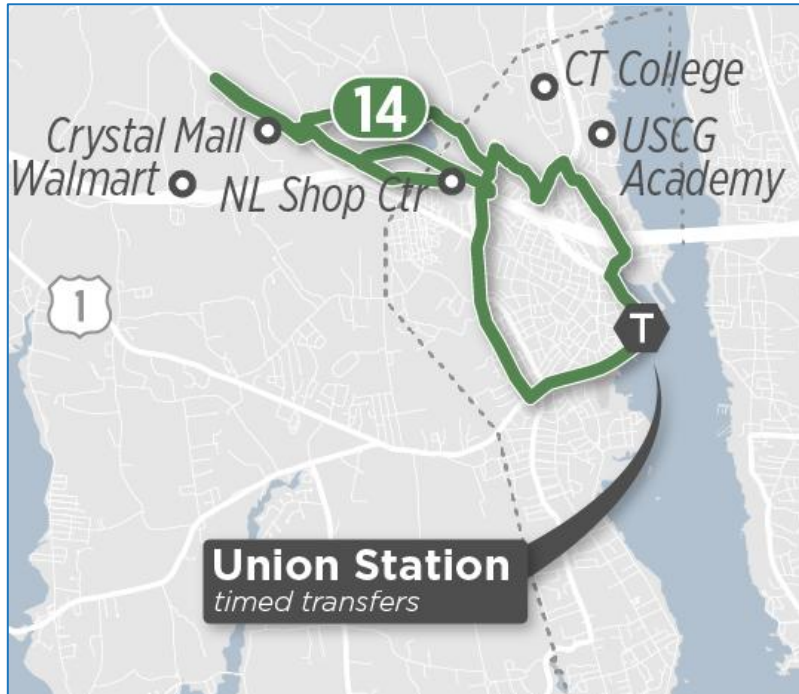 14
CT College
Crystal Mall
USCG
Academy
Walmart
NL Shop Ctr
1
T
Union Station
timed transfers